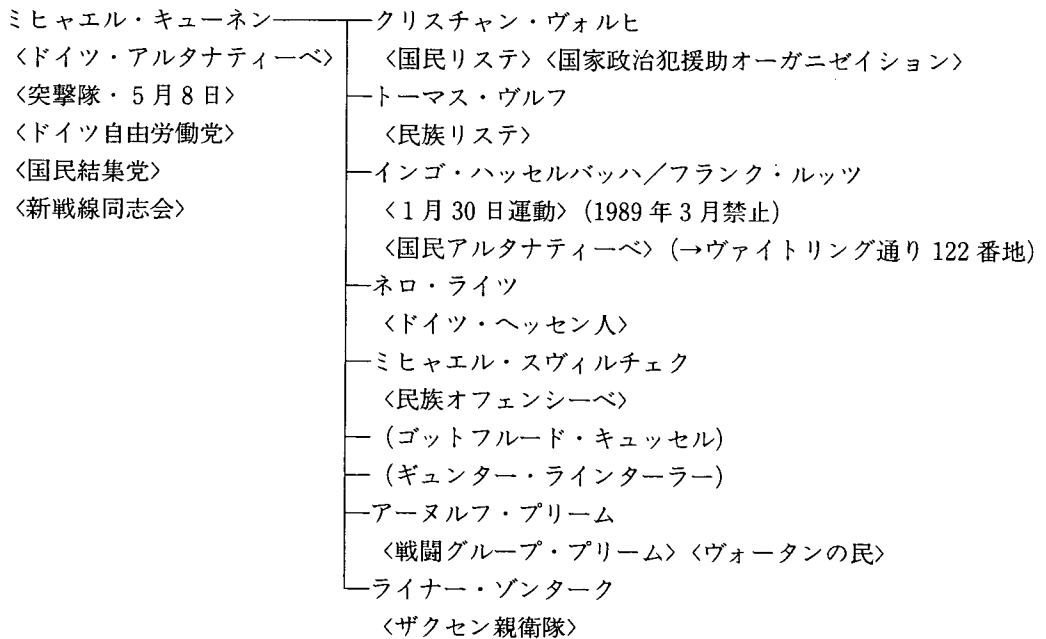 ミヒャエル・キューネン クリスチャン・ヴォルヒ
〈ドイツ・アルタナティーベ〉 〈国民リステ〉〈国家政治犯援助オーガニゼイション〉
〈突撃隊・5月8日〉 トーマス・ヴルフ
〈ドイツ自由労働党〉 〈民族リステ〉
〈国民結集党〉 インゴ・ハッセルバッハ/フランク・ルッツ
〈新戦線同志会〉 〈1月30日運動〉(1989年3月禁止)
〈国民アルタナティーベ〉(→ヴァイトリング通り122番地)
ネロ・ライツ
〈ドイツ・ヘッセン人〉
ミヒャエル・スヴィルチェク
〈民族オフェンシーベ〉
(ゴットフルード・キュッセル)
(ギュンター・ラインターラー)
アーヌルフ・プリーム
〈戦闘グループ・プリーム〉〈ヴォータンの民〉
ライナー・ゾンターク
〈ザクセン親衛隊〉